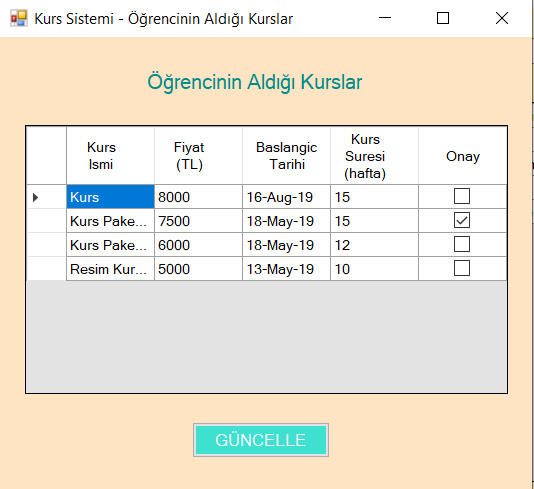 Kurs Sistemi - Öğrencinin Aldığı Kurslar
Öğrencinin Aldığı Kurslar
Kurs Ismi Fiyat (TL) Baslangic Tarihi Kurs Suresi (hafta) Onay
Kurs 8000 16-Aug-19 15
Kurs Pake... 7500 18-May-19 15
Kurs Pake... 6000 18-May-19 12
Resim Kur... 5000 13-May-19 10
GÜNCELLE